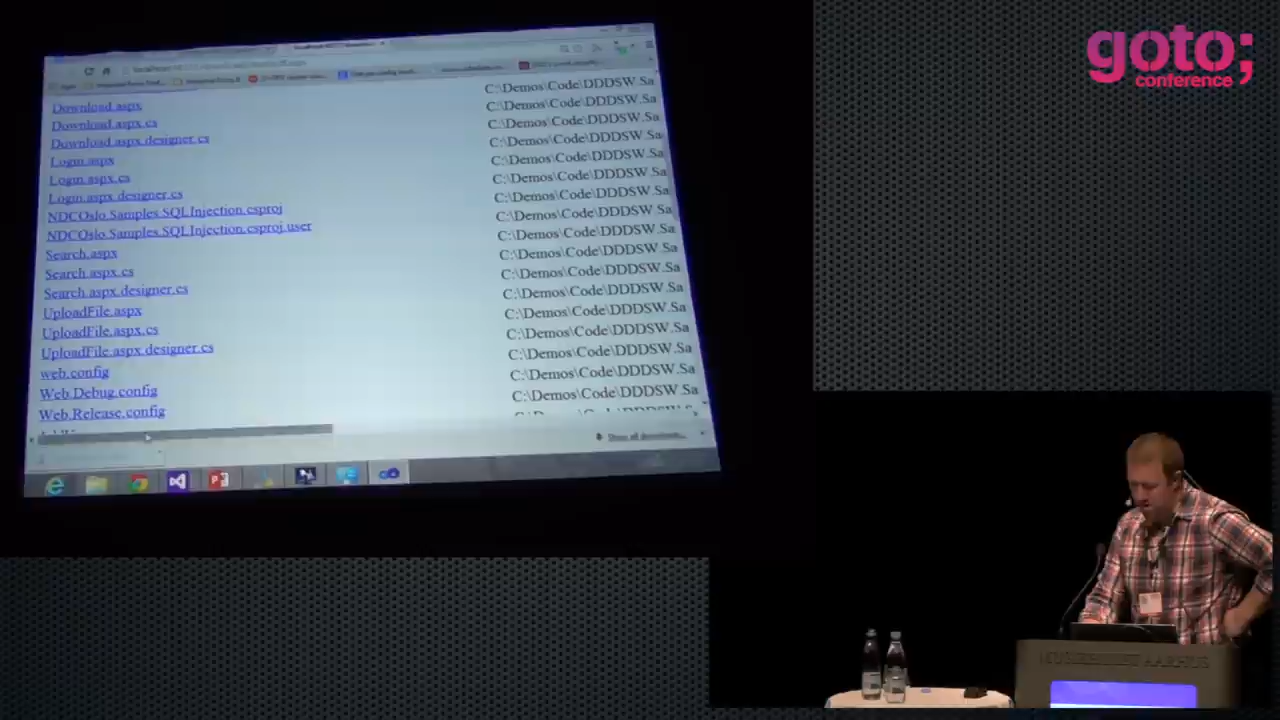 goto;
conference
Download.aspx C:\Demos\Code\DDDSW.Sa
Download.aspx.cs C:\Demos\Code\DDDSW.Sa
Download.aspx.designer.cs C:\Demos\Code\DDDSW.Sa
Login.aspx C:\Demos\Code\DDDSW.Sa
Login.aspx.cs C:\Demos\Code\DDDSW.Sa
Login.aspx.designer.cs C:\Demos\Code\DDDSW.Sa
NDCOslo.Samples.SQLInjection.csproj C:\Demos\Code\DDDSW.Sa
NDCOslo.Samples.SQLInjection.csproj.user C:\Demos\Code\DDDSW.Sa
Search.aspx C:\Demos\Code\DDDSW.Sa
Search.aspx.cs C:\Demos\Code\DDDSW.Sa
Search.aspx.designer.cs C:\Demos\Code\DDDSW.Sa
UploadFile.aspx C:\Demos\Code\DDDSW.Sa
UploadFile.aspx.cs C:\Demos\Code\DDDSW.Sa
UploadFile.aspx.designer.cs C:\Demos\Code\DDDSW.Sa
web.config C:\Demos\Code\DDDSW.Sa
Web.Debug.config C:\Demos\Code\DDDSW.Sa
Web.Release.config
Show all downloads...
AARHUS